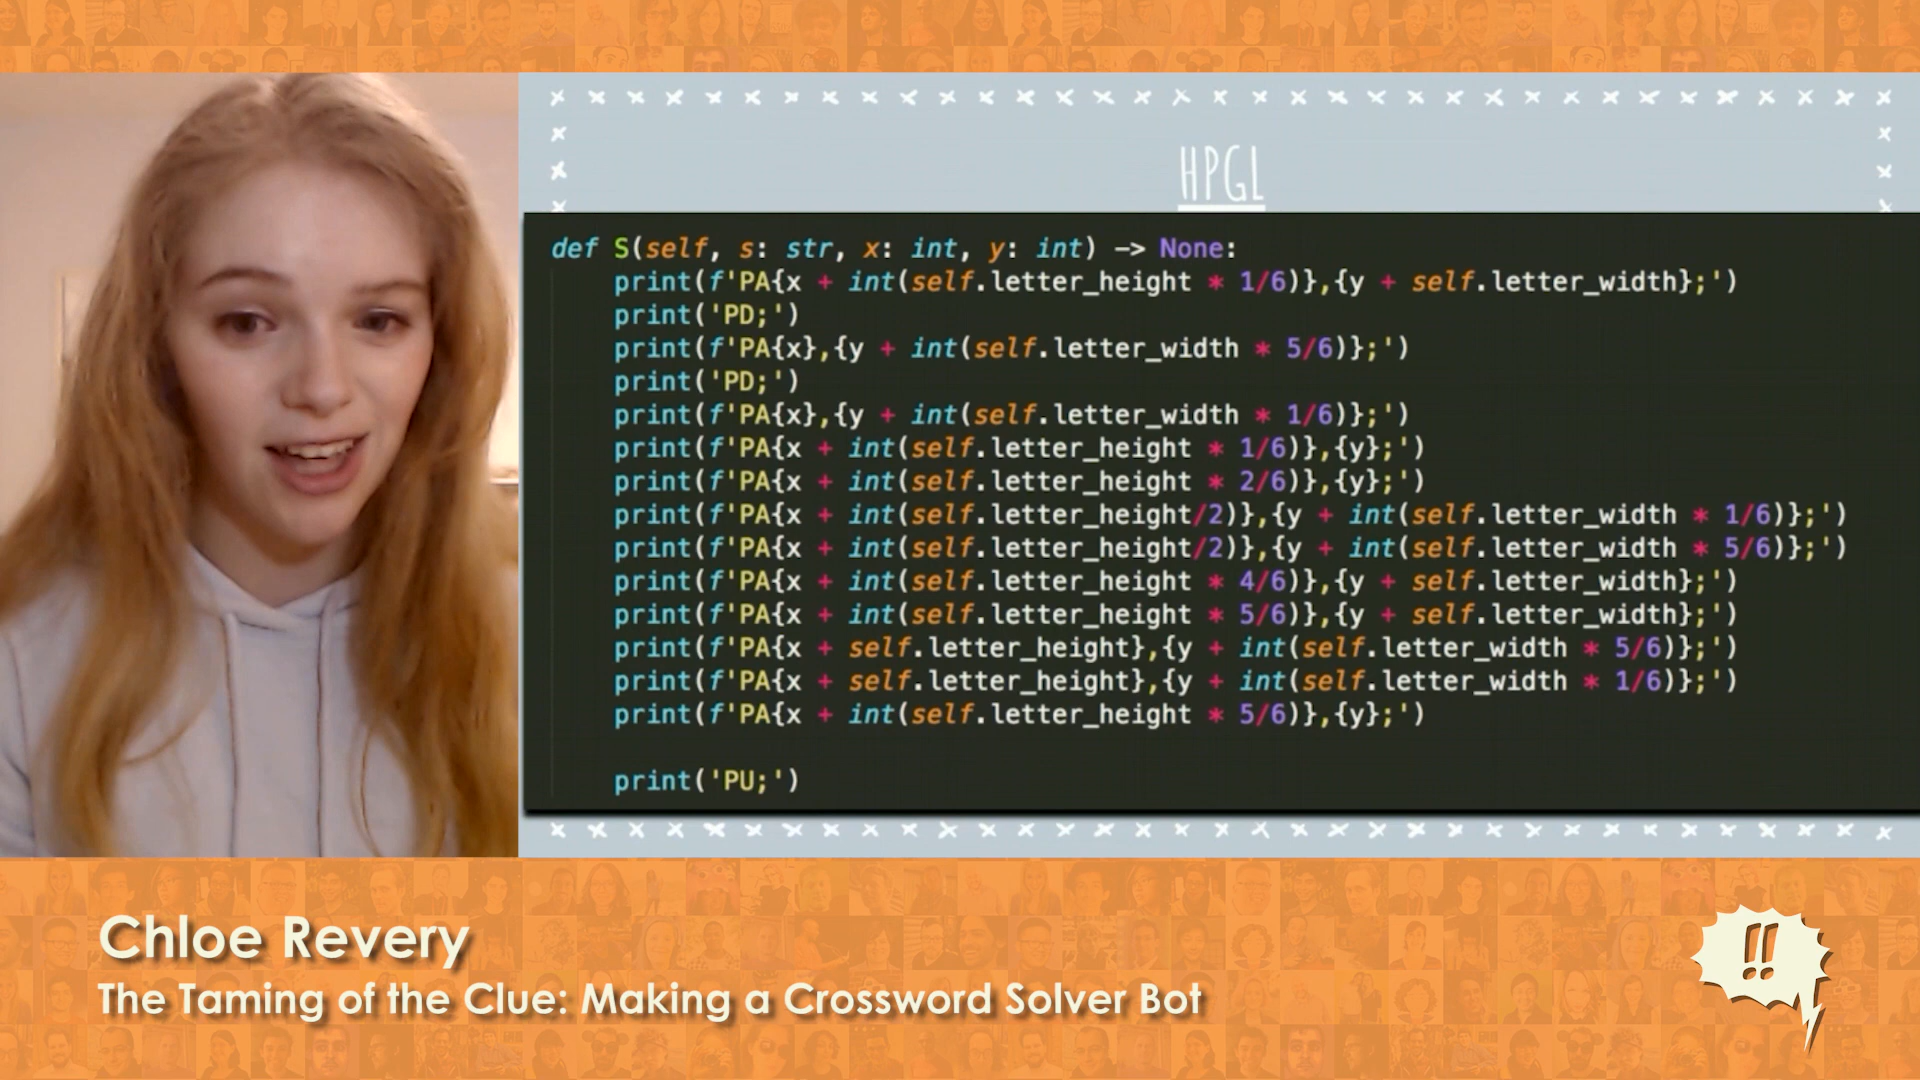 HPGL
def S(self, s: str, x: int, y: int) -> None:
    print(f'PA{x + int(self.letter_height * 1/6)},{y + self.letter_width};')
    print('PD;')
    print(f'PA{x},{y + int(self.letter_width * 5/6)};')
    print('PD;')
    print(f'PA{x},{y + int(self.letter_width * 1/6)};')
    print(f'PA{x + int(self.letter_height * 1/6)},{y};')
    print(f'PA{x + int(self.letter_height * 2/6)},{y};')
    print(f'PA{x + int(self.letter_height/2)},{y + int(self.letter_width * 1/6)};')
    print(f'PA{x + int(self.letter_height/2)},{y + int(self.letter_width * 5/6)};')
    print(f'PA{x + int(self.letter_height * 4/6)},{y + self.letter_width};')
    print(f'PA{x + int(self.letter_height * 5/6)},{y + self.letter_width};')
    print(f'PA{x + self.letter_height},{y + int(self.letter_width * 5/6)};')
    print(f'PA{x + self.letter_height},{y + int(self.letter_width * 1/6)};')
    print(f'PA{x + int(self.letter_height * 5/6)},{y};')
    print('PU;')
Chloe Revery
The Taming of the Clue: Making a Crossword Solver Bot
!!